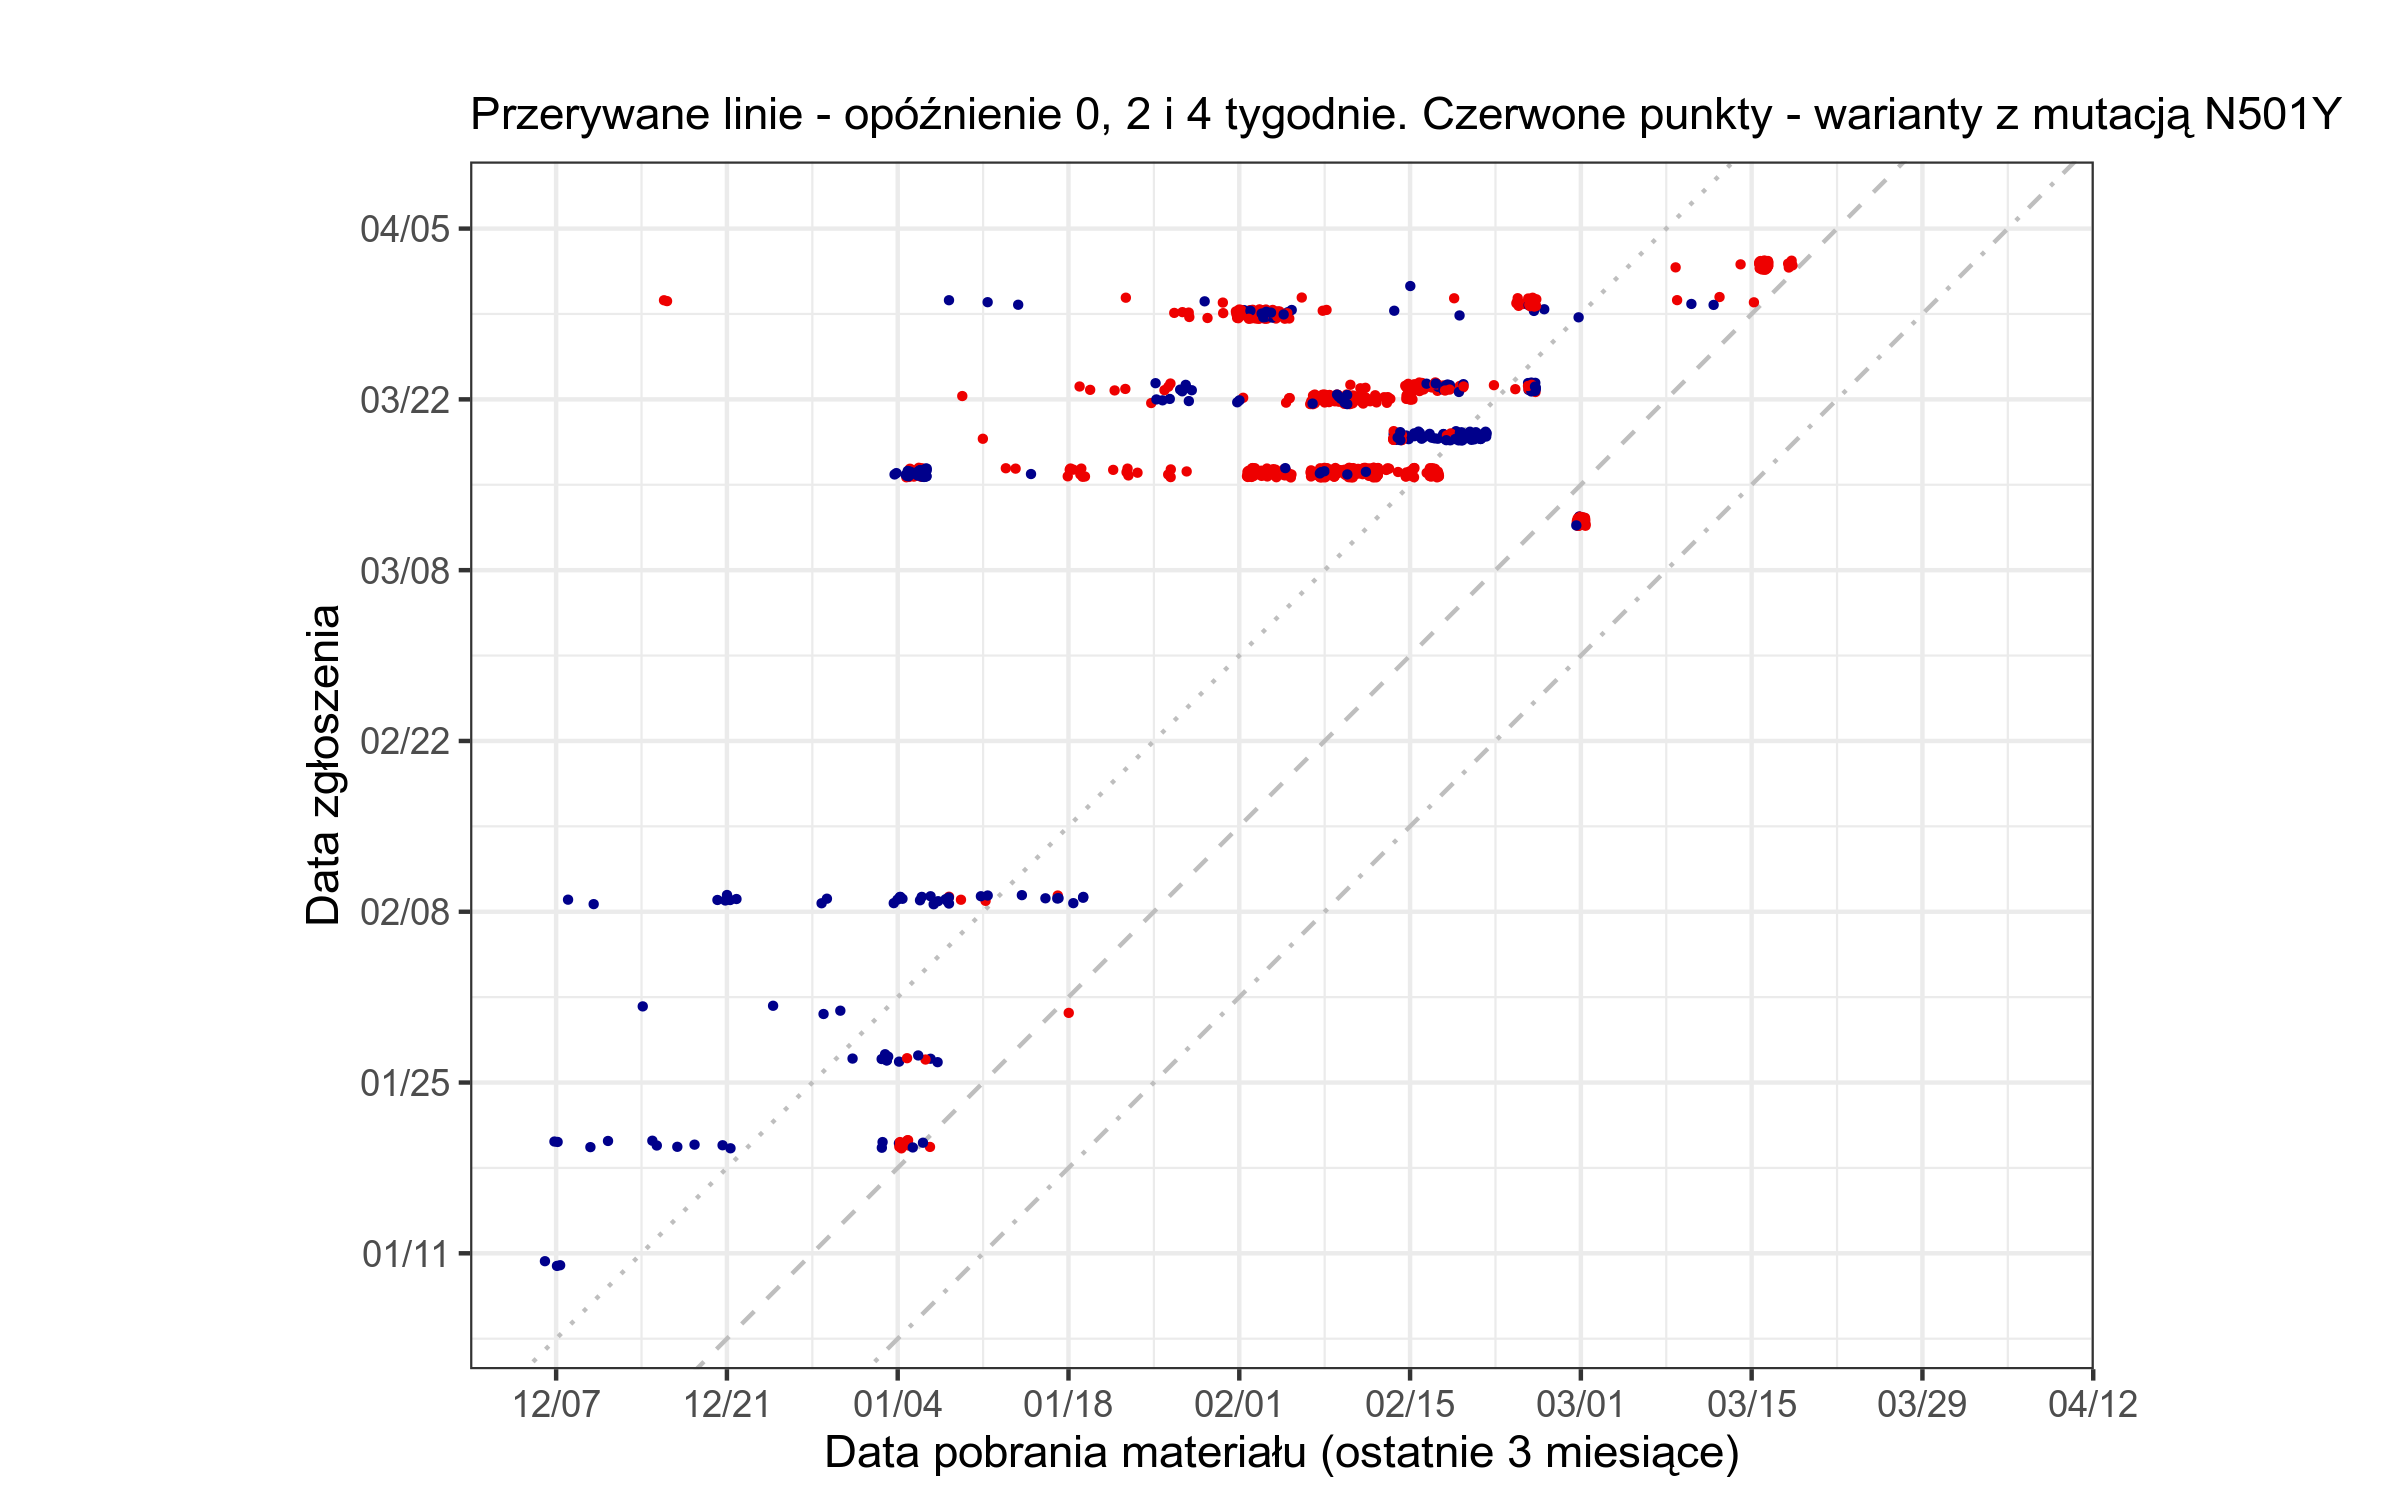 Przerywane linie - opóźnienie 0, 2 i 4 tygodnie. Czerwone punkty - warianty z mutacją N501Y
Data zgłoszenia
04/05
03/22
03/08
02/22
02/08
01/25
01/11
12/07 12/21 01/04 01/18 02/01 02/15 03/01 03/15 03/29 04/12
Data pobrania materiału (ostatnie 3 miesiące)